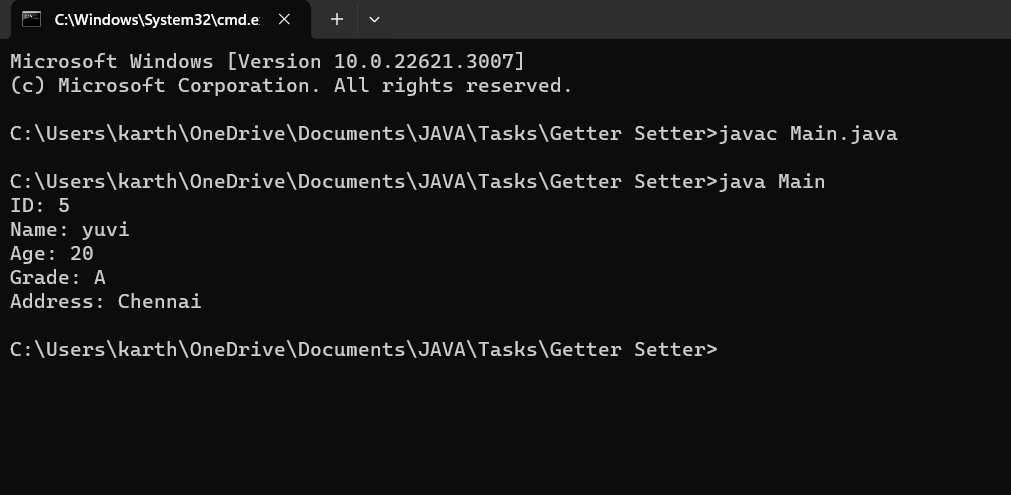 C:\Windows\System32\cmd.e
Microsoft Windows [Version 10.0.22621.3007]
(c) Microsoft Corporation. All rights reserved.
C:\Users\karth\OneDrive\Documents\JAVA\Tasks\Getter Setter>javac Main.java
C:\Users\karth\OneDrive\Documents\JAVA\Tasks\Getter Setter>java Main
ID: 5
Name: yuvi
Age: 20
Grade: A
Address: Chennai
C:\Users\karth\OneDrive\Documents\JAVA\Tasks\Getter Setter>